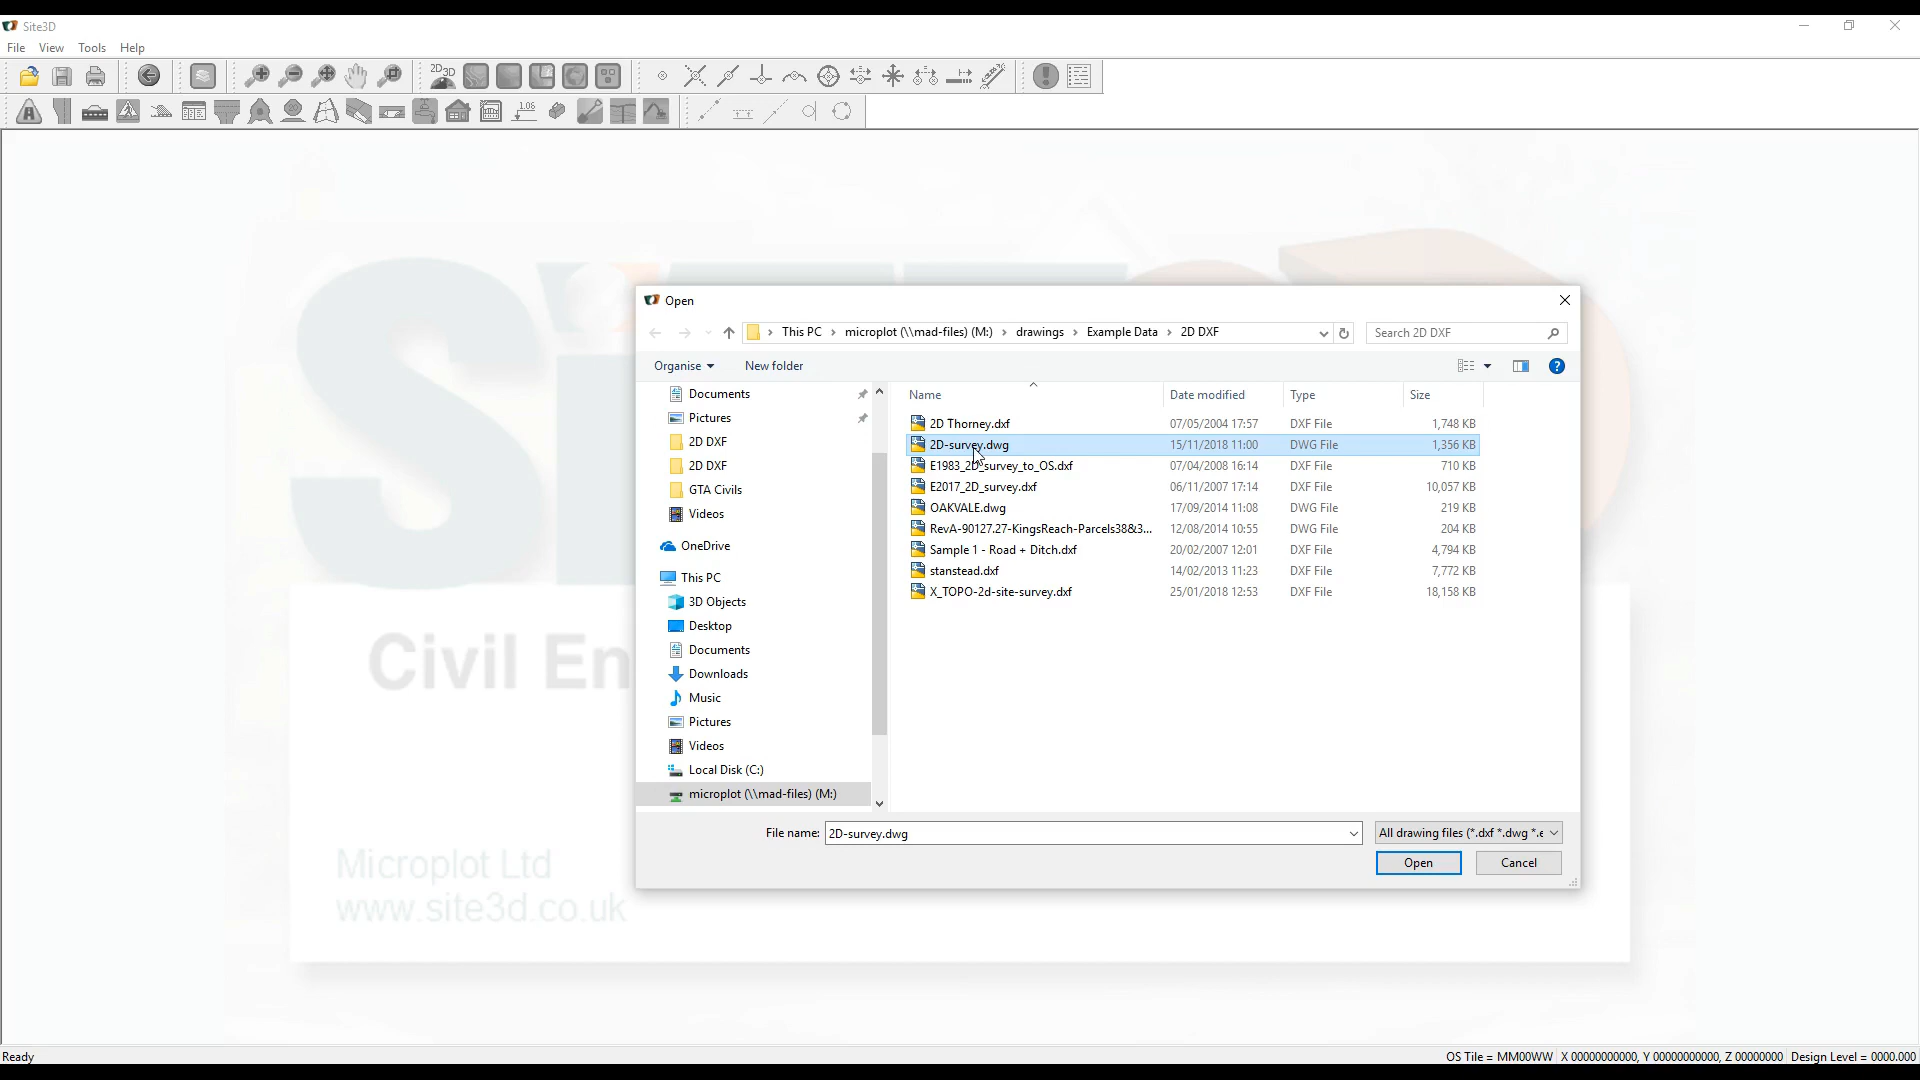 Site3D
File View Tools Help
2D 3D
1.06
Open
This PC > microplot (\\mad-files) (M:) > drawings > Example Data > 2D DXF
Search 2D DXF
Organise New folder
Documents
Pictures
2D DXF
2D DXF
GTA Civils
Videos
OneDrive
This PC
3D Objects
Desktop
Documents
Downloads
Music
Pictures
Videos
Local Disk (C:)
microplot (\\mad-files) (M:)
Name Date modified Type Size
2D Thorney.dxf 07/05/2004 17:57 DXF File 1,748 KB
2D-survey.dwg 15/11/2018 11:00 DWG File 1,356 KB
E1983_2D_survey_to_OS.dxf 07/04/2008 16:14 DXF File 710 KB
E2017_2D_survey.dxf 06/11/2007 17:14 DXF File 10,057 KB
OAKVALE.dwg 17/09/2014 11:08 DWG File 219 KB
RevA-90127.27-KingsReach-Parcels38&3... 12/08/2014 10:55 DWG File 204 KB
Sample 1 - Road + Ditch.dxf 20/02/2007 12:01 DXF File 4,794 KB
stanstead.dxf 14/02/2013 11:23 DXF File 7,772 KB
X_TOPO-2d-site-survey.dxf 25/01/2018 12:53 DXF File 18,158 KB
File name: 2D-survey.dwg
All drawing files (*.dxf *.dwg *.e
Open Cancel
Civil En
Microplot Ltd
www.site3d.co.uk
Ready
OS Tile = MM00WW X 00000000000, Y 00000000000, Z 00000000 Design Level = 0000.000